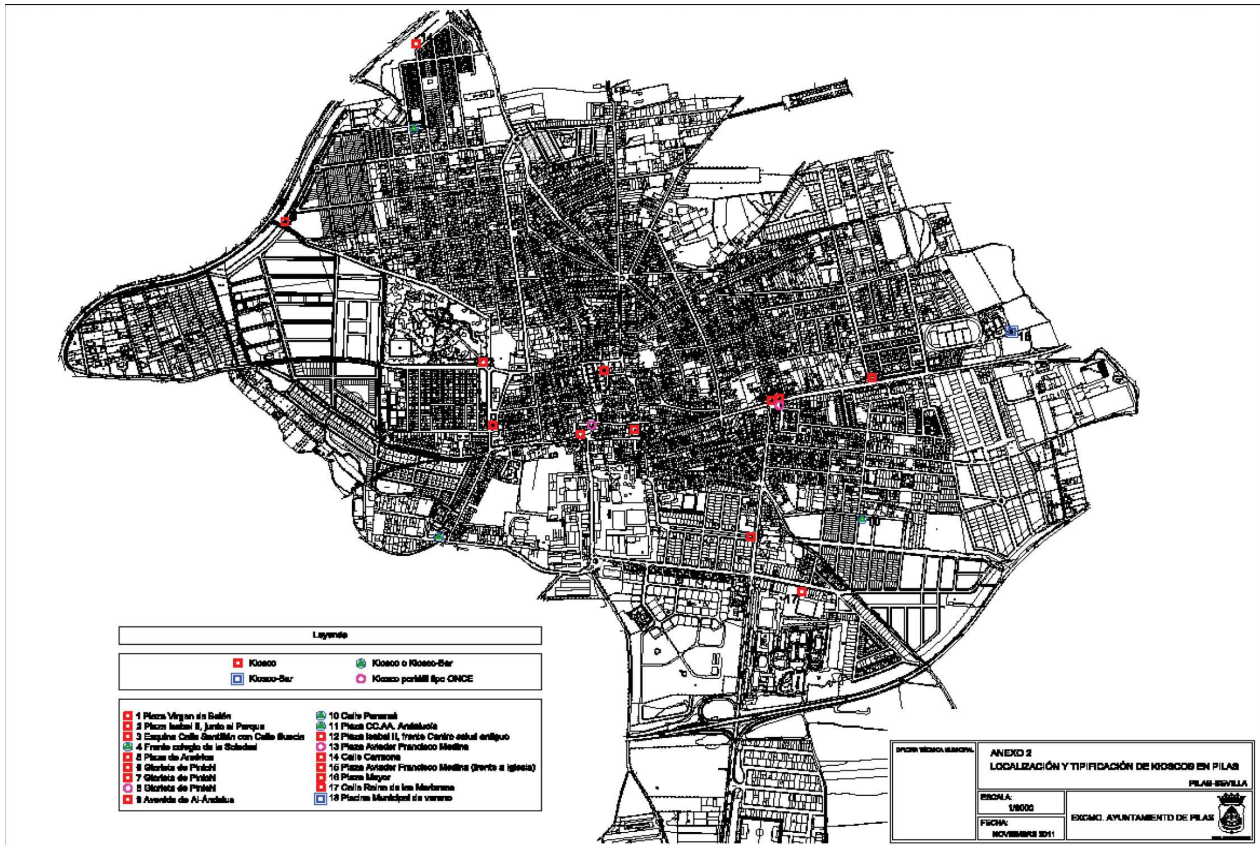 18
17
Leyenda
Kiosco
Kiosco o Kiosco-Bar
Kiosco-Bar
Kiosco portátil tipo ONCE
1 Plaza Virgen de Belén
2 Plaza Isabel II, junto al Parque
3 Esquina Calle Santillán con Calle Murcia
4 Frente colegio de la Soledad
5 Plaza de América
6 Glorieta de Pinichi
7 Glorieta de Pinichi
8 Glorieta de Pinichi
9 Avenida de Al-Ándalus
10 Calle Panamá
11 Plaza CC.AA. Andalucía
12 Plaza Isabel II, frente Centro salud antiguo
13 Plaza Aviador Francisco Medina
14 Calle Carmona
15 Plaza Aviador Francisco Medina (frente a Iglesia)
16 Plaza Mayor
17 Calle Reina de las Marismas
18 Piscina Municipal de verano
OFICINA TÉCNICA MUNICIPAL
ANEXO 2
LOCALIZACIÓN Y TIPIFICACIÓN DE KIOSCOS EN PILAS
PILAS-SEVILLA
ESCALA:
1/8000
FECHA:
NOVIEMBRE 2011
EXCMO. AYUNTAMIENTO DE PILAS